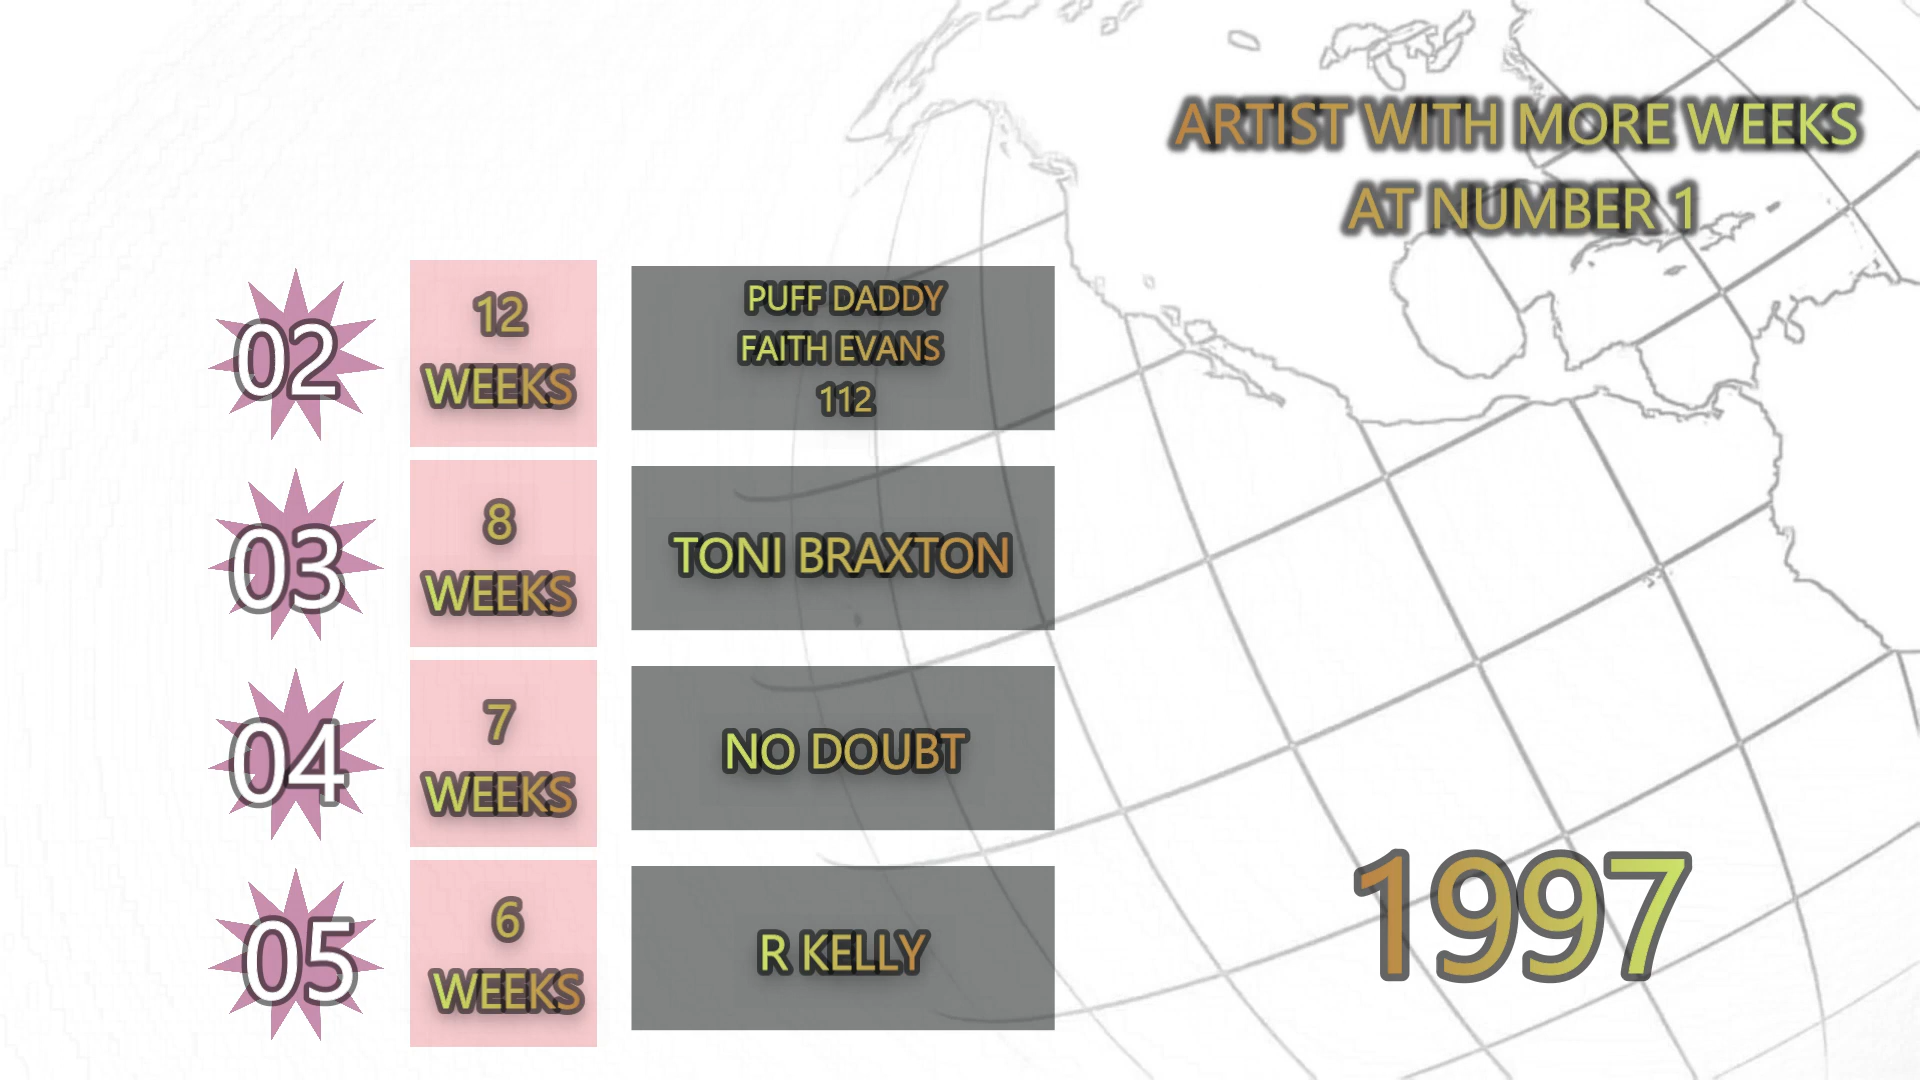 ARTIST WITH MORE WEEKS
AT NUMBER 1
02
12
WEEKS
PUFF DADDY
FAITH EVANS
112
03
8
WEEKS
TONI BRAXTON
04
7
WEEKS
NO DOUBT
05
6
WEEKS
R KELLY
1997